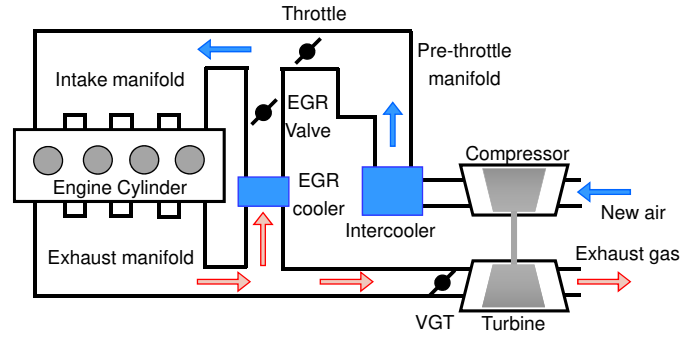 Throttle
Pre-throttle
manifold
Intake manifold
EGR
Valve
Compressor
Engine Cylinder
EGR
cooler
Intercooler
New air
Exhaust manifold
Exhaust gas
VGT
Turbine